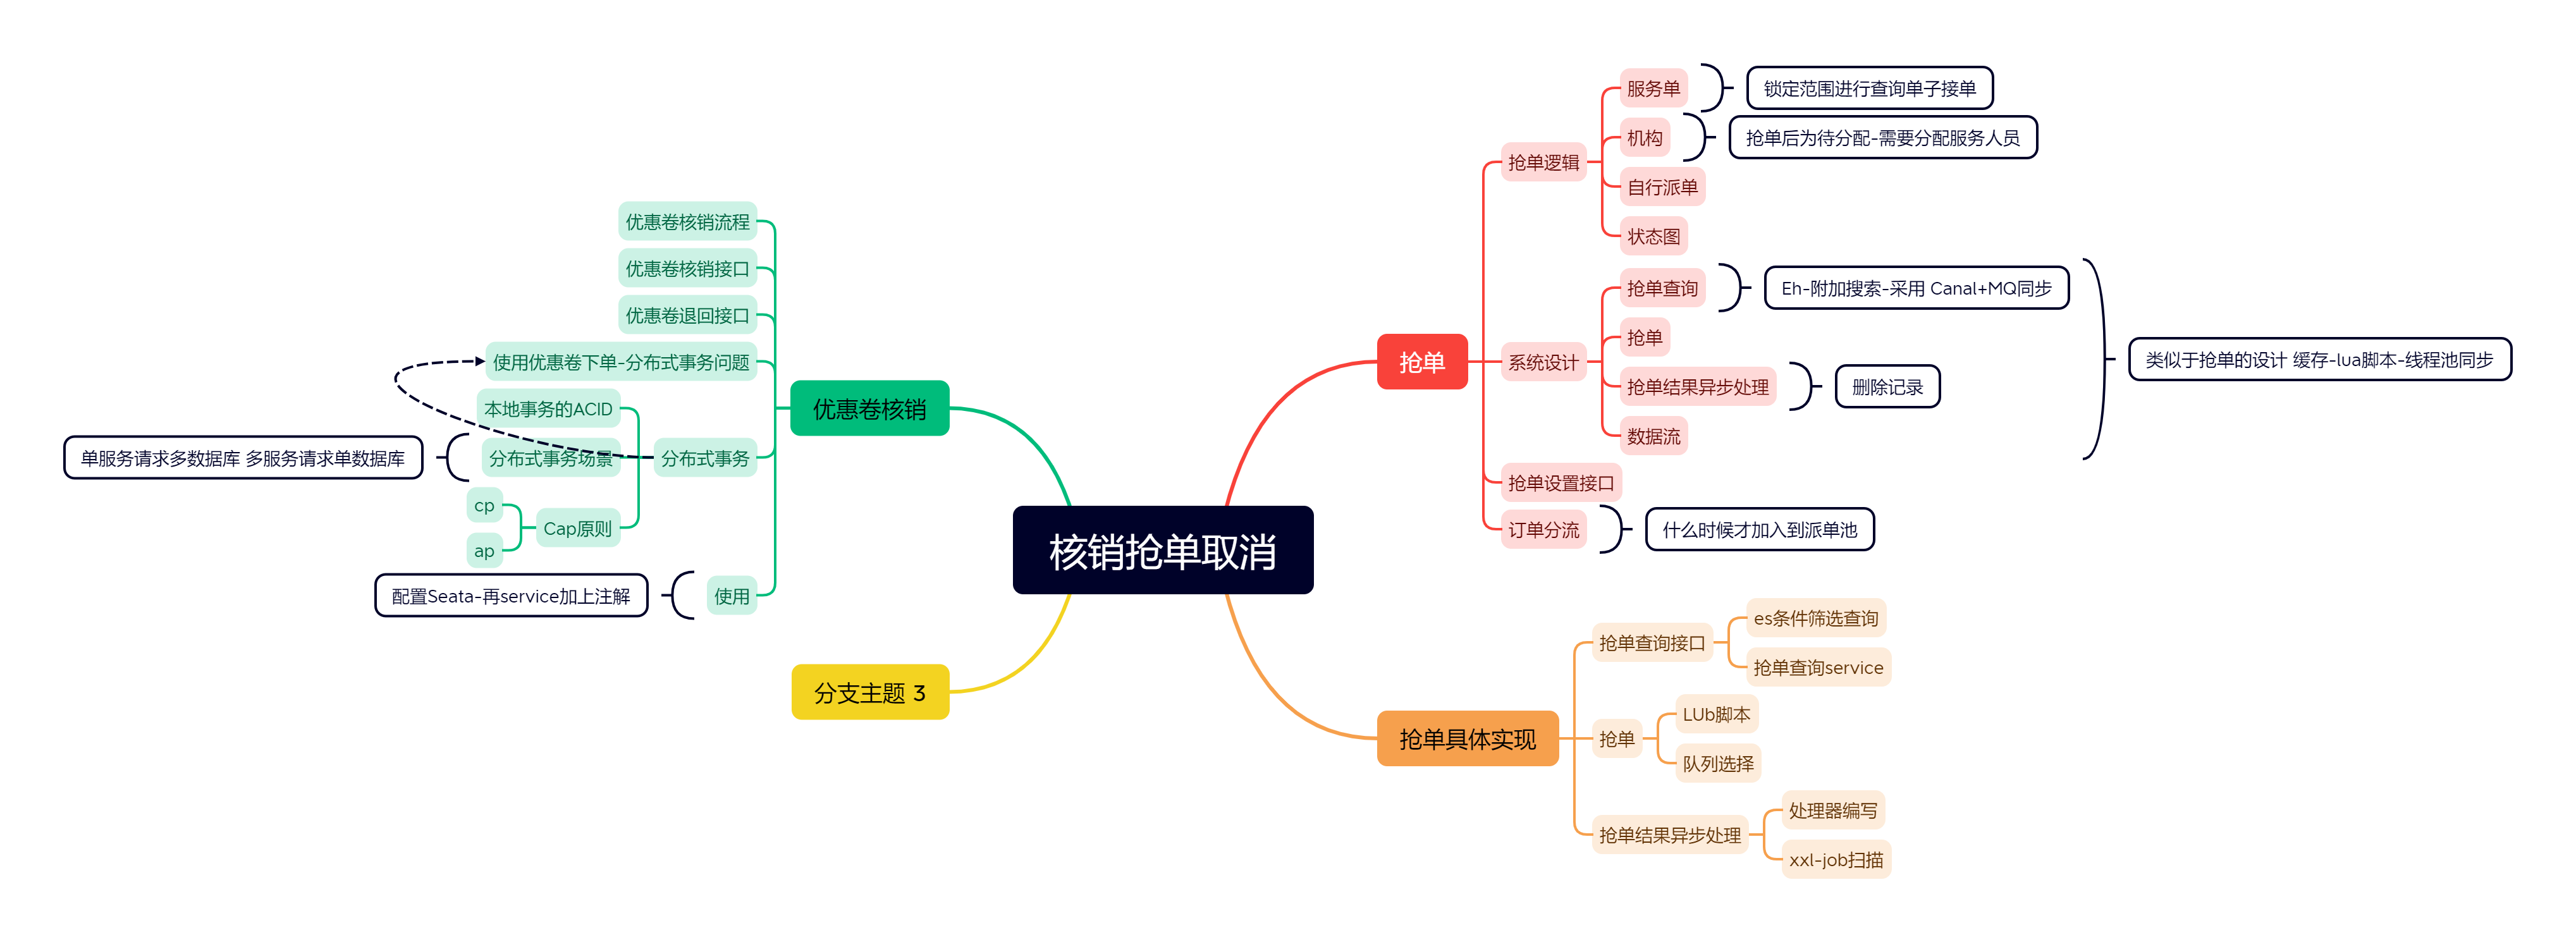 核销抢单取消
抢单
抢单逻辑
服务单
锁定范围进行查询单子接单
机构
抢单后为待分配-需要分配服务人员
自行派单
状态图
系统设计
抢单查询
Eh-附加搜索-采用 Canal+MQ同步
抢单
抢单结果异步处理
删除记录
数据流
类似于抢单的设计 缓存-lua脚本-线程池同步
抢单设置接口
订单分流
什么时候才加入到派单池
抢单具体实现
抢单查询接口
es条件筛选查询
抢单查询service
抢单
LUb脚本
队列选择
抢单结果异步处理
处理器编写
xxl-job扫描
优惠卷核销
优惠卷核销流程
优惠卷核销接口
优惠卷退回接口
使用优惠卷下单-分布式事务问题
分布式事务
本地事务的ACID
分布式事务场景
单服务请求多数据库 多服务请求单数据库
Cap原则
cp
ap
使用
配置Seata-再service加上注解
分支主题 3